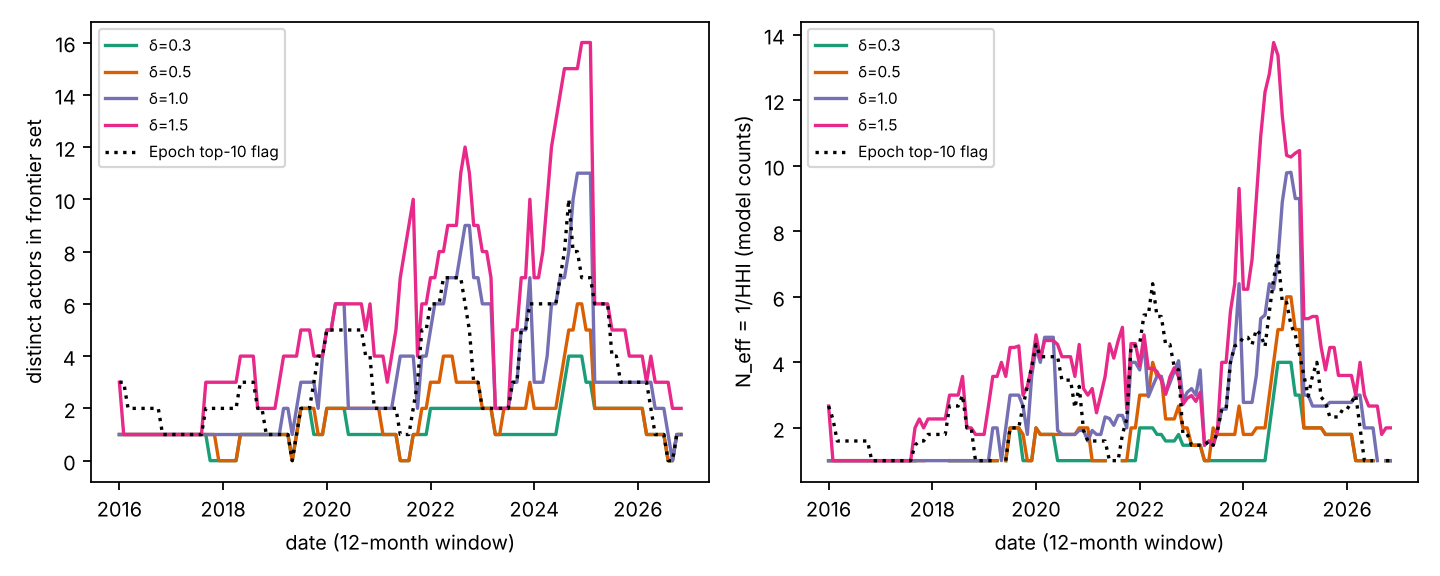 distinct actors in frontier set
16
14
12
10
8
6
4
2
0
δ=0.3
δ=0.5
δ=1.0
δ=1.5
Epoch top-10 flag
2016 2018 2020 2022 2024 2026
date (12-month window)
N_eff = 1/HHI (model counts)
14
12
10
8
6
4
2
δ=0.3
δ=0.5
δ=1.0
δ=1.5
Epoch top-10 flag
2016 2018 2020 2022 2024 2026
date (12-month window)